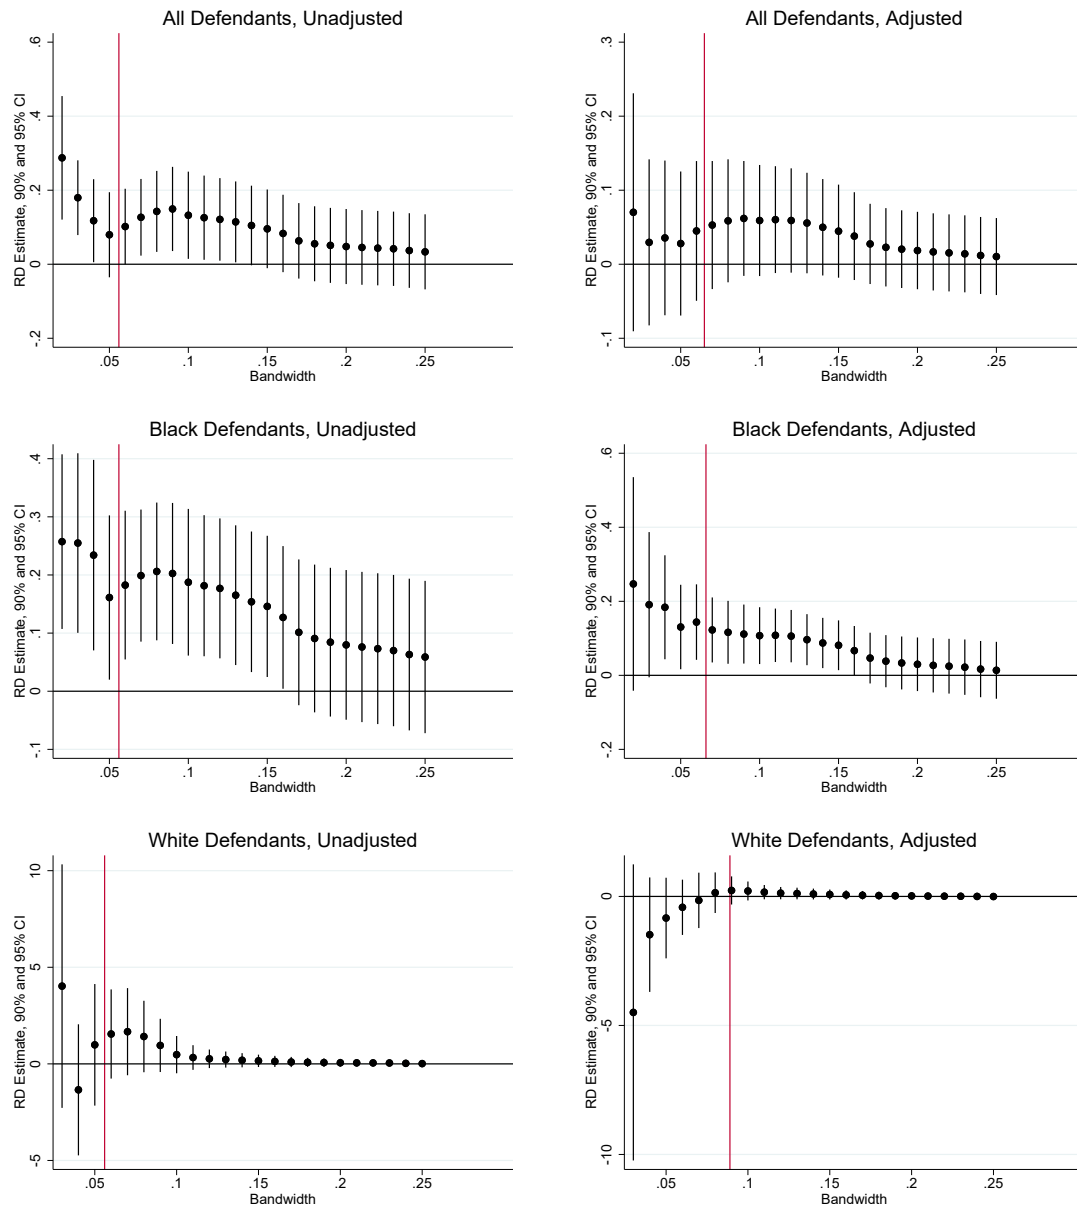 All Defendants, Unadjusted
RD Estimate, 90% and 95% CI
.6
.4
.2
0
-.2
.05 .1 .15 .2 .25
Bandwidth
All Defendants, Adjusted
RD Estimate, 90% and 95% CI
.3
.2
.1
0
-.1
.05 .1 .15 .2 .25
Bandwidth
Black Defendants, Unadjusted
RD Estimate, 90% and 95% CI
.4
.3
.2
.1
0
-.1
.05 .1 .15 .2 .25
Bandwidth
Black Defendants, Adjusted
RD Estimate, 90% and 95% CI
.6
.4
.2
0
-.2
.05 .1 .15 .2 .25
Bandwidth
White Defendants, Unadjusted
RD Estimate, 90% and 95% CI
10
5
0
-5
.05 .1 .15 .2 .25
Bandwidth
White Defendants, Adjusted
RD Estimate, 90% and 95% CI
0
-5
-10
.05 .1 .15 .2 .25
Bandwidth